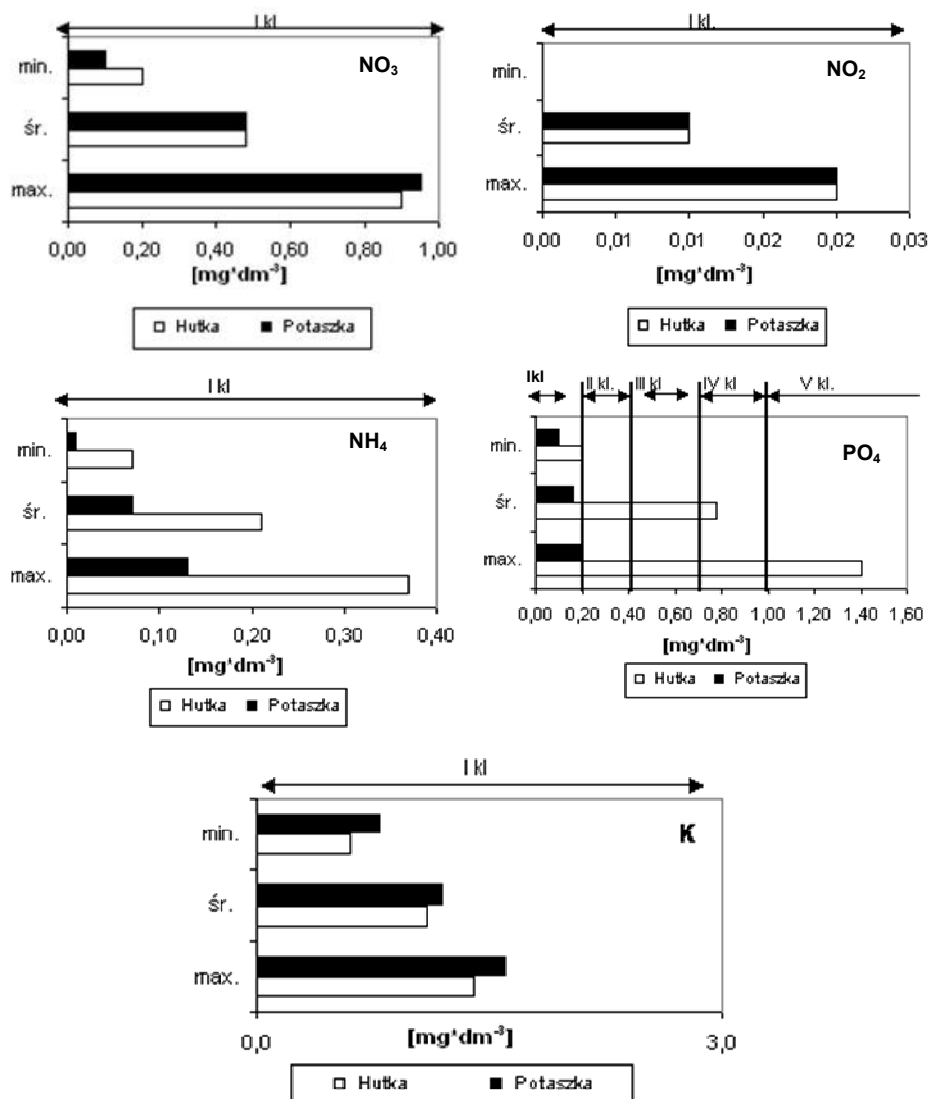 I kl
NO3
min.
śr.
max.
0,00 0,20 0,40 0,60 0,80 1,00
[mg*dm-3]
Hutka Potaszka
I kl.
NO2
min.
śr.
max.
0,00 0,01 0,01 0,02 0,02 0,03
[mg*dm-3]
Hutka Potaszka
I kl
NH4
min.
śr.
max.
0,00 0,10 0,20 0,30 0,40
[mg*dm-3]
Hutka Potaszka
Ikl II kl. III kl IV kl V kl.
PO4
min.
śr.
max.
0,00 0,20 0,40 0,60 0,80 1,00 1,20 1,40 1,60
[mg*dm-3]
Hutka Potaszka
I kl
K
min.
śr.
max.
0,0 3,0
[mg*dm-3]
Hutka Potaszka